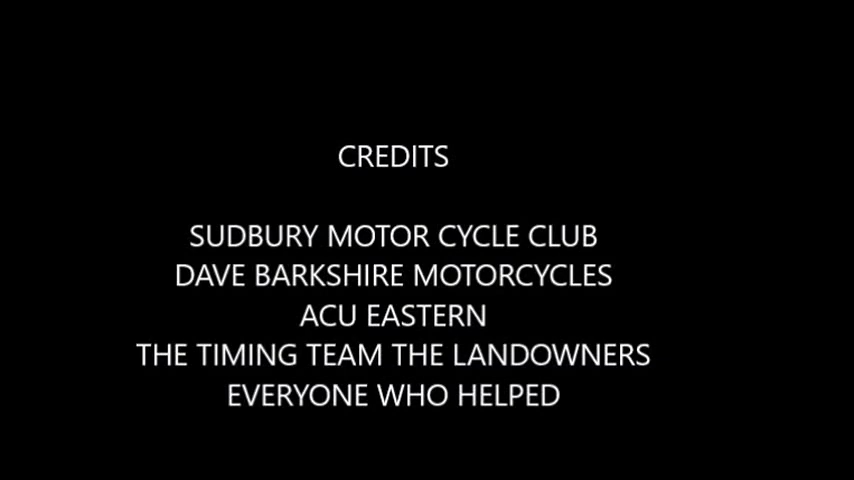 CREDITS
SUDBURY MOTOR CYCLE CLUB
DAVE BARKSHIRE MOTORCYCLES
ACU EASTERN
THE TIMING TEAM THE LANDOWNERS
EVERYONE WHO HELPED